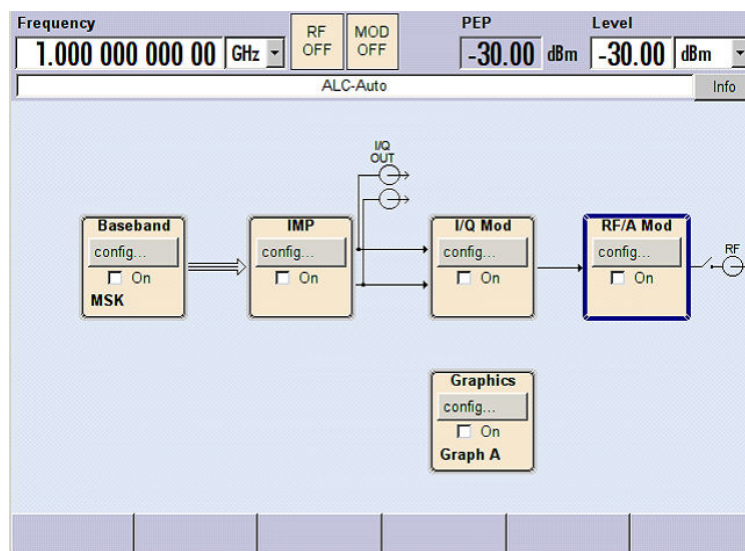 Frequency
RF OFF
MOD OFF
PEP
Level
1.000 000 000 00 GHz
-30.00 dBm
-30.00 dBm
ALC-Auto
Info
I/Q
OUT
Baseband
IMP
I/Q Mod
RF/A Mod
config...
config...
config...
config...
RF
On
On
On
On
MSK
Graphics
config...
On
Graph A